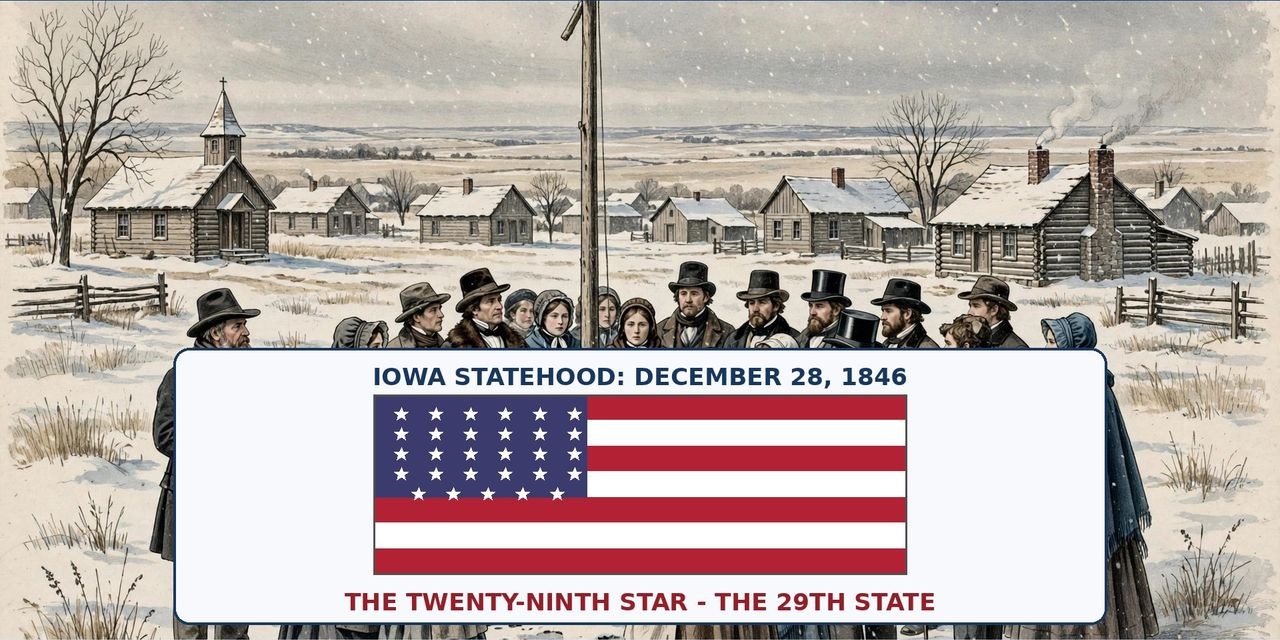 IOWA STATEHOOD: DECEMBER 28, 1846
THE TWENTY-NINTH STAR - THE 29TH STATE